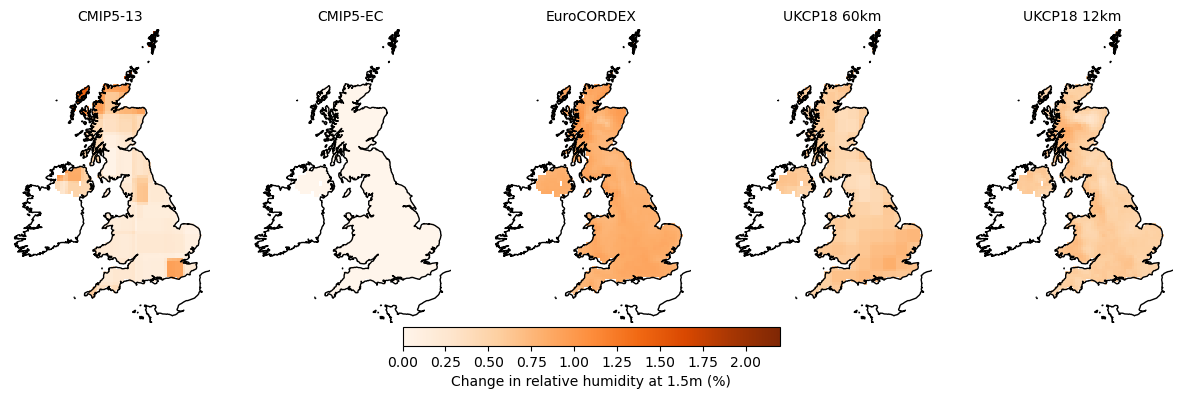 CMIP5-13
CMIP5-EC
EuroCORDEX
UKCP18 60km
UKCP18 12km
0.00 0.25 0.50 0.75 1.00 1.25 1.50 1.75 2.00
Change in relative humidity at 1.5m (%)